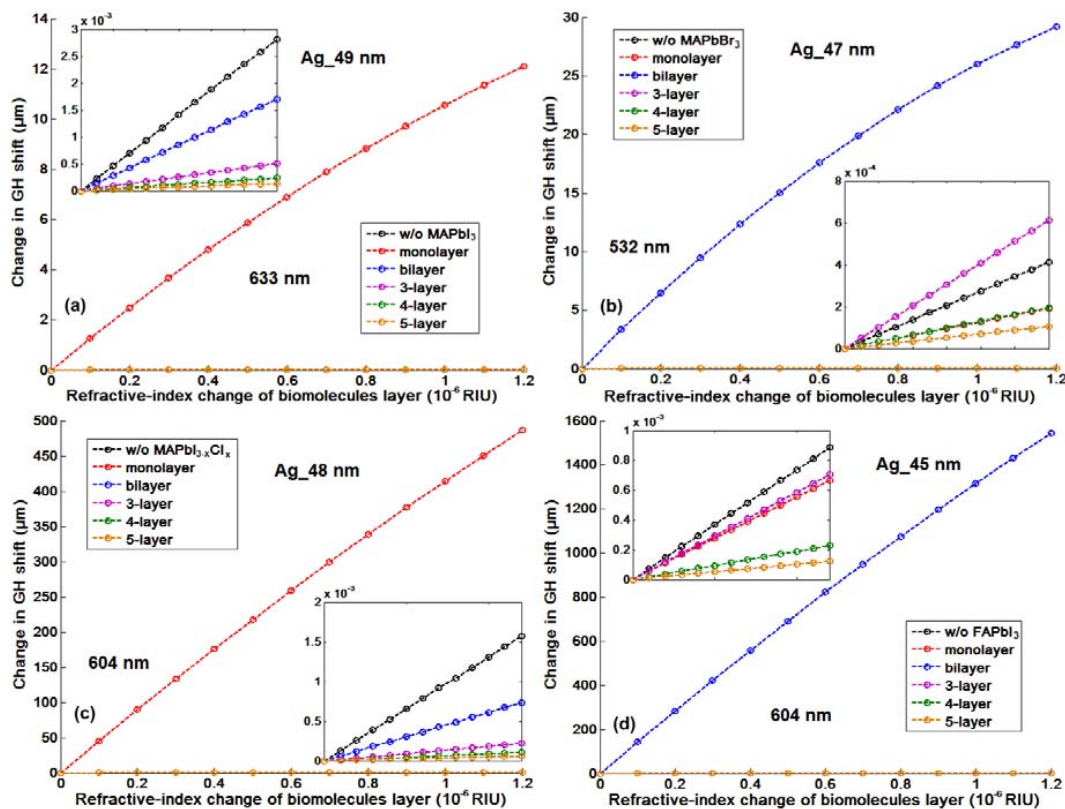 14
12
10
8
6
4
2
0
Change in GH shift (µm)
x 10⁻³
3
2.5
2
1.5
1
0.5
0
Ag_49 nm
633 nm
(a)
w/o MAPbI₃
monolayer
bilayer
3-layer
4-layer
5-layer
0 0.2 0.4 0.6 0.8 1.0 1.2
Refractive-index change of biomolecules layer (10⁻⁶ RIU)
30
25
20
15
10
5
0
Change in GH shift (µm)
w/o MAPbBr₃
monolayer
bilayer
3-layer
4-layer
5-layer
Ag_47 nm
532 nm
(b)
x 10⁻⁴
8
6
4
2
0
0 0.2 0.4 0.6 0.8 1.0 1.2
Refractive-index change of biomolecules layer (10⁻⁶ RIU)
500
450
400
350
300
250
200
150
100
50
0
Change in GH shift (µm)
w/o MAPbI₃₋ₓClₓ
monolayer
bilayer
3-layer
4-layer
5-layer
Ag_48 nm
604 nm
(c)
x 10⁻³
2
1.5
1
0.5
0
0 0.2 0.4 0.6 0.8 1.0 1.2
Refractive-index change of biomolecules layer (10⁻⁶ RIU)
1600
1400
1200
1000
800
600
400
200
0
Change in GH shift (µm)
x 10⁻³
1
0.8
0.6
0.4
0.2
0
Ag_45 nm
604 nm
(d)
w/o FAPbI₃
monolayer
bilayer
3-layer
4-layer
5-layer
0 0.2 0.4 0.6 0.8 1.0 1.2
Refractive-index change of biomolecules layer (10⁻⁶ RIU)